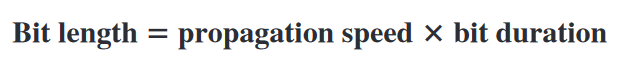 Bit length = propagation speed × bit duration